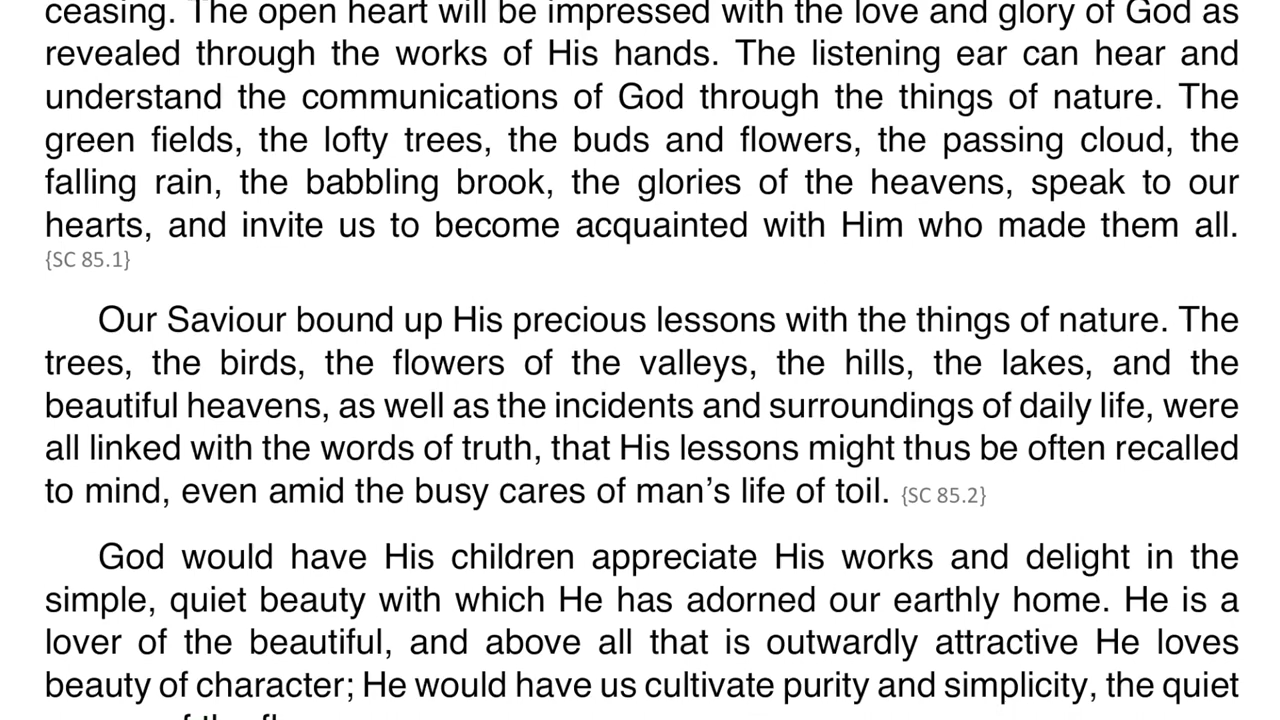 ceasing. The open heart will be impressed with the love and glory of God as
revealed through the works of His hands. The listening ear can hear and
understand the communications of God through the things of nature. The
green fields, the lofty trees, the buds and flowers, the passing cloud, the
falling rain, the babbling brook, the glories of the heavens, speak to our
hearts, and invite us to become acquainted with Him who made them all.
{SC 85.1}
Our Saviour bound up His precious lessons with the things of nature. The
trees, the birds, the flowers of the valleys, the hills, the lakes, and the
beautiful heavens, as well as the incidents and surroundings of daily life, were
all linked with the words of truth, that His lessons might thus be often recalled
to mind, even amid the busy cares of man’s life of toil. {SC 85.2}
God would have His children appreciate His works and delight in the
simple, quiet beauty with which He has adorned our earthly home. He is a
lover of the beautiful, and above all that is outwardly attractive He loves
beauty of character; He would have us cultivate purity and simplicity, the quiet
of the